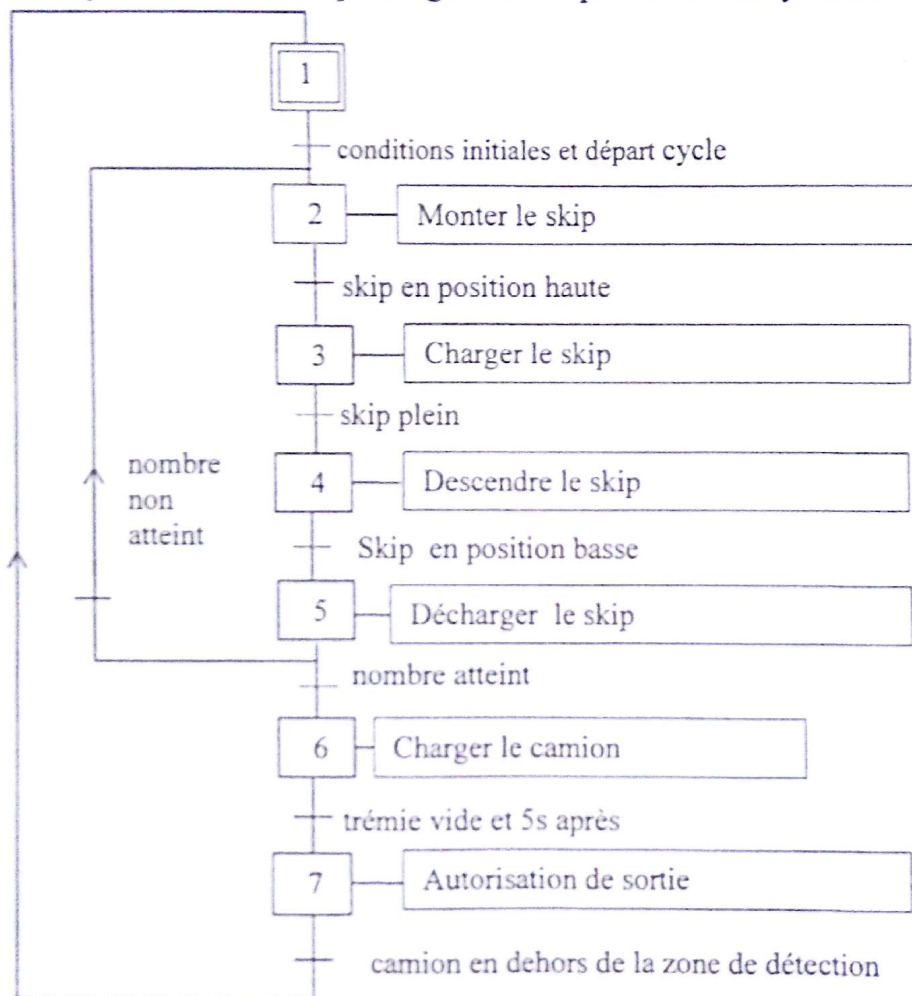 1
conditions initiales et départ cycle
2
Monter le skip
skip en position haute
3
Charger le skip
skip plein
nombre
non
atteint
4
Descendre le skip
Skip en position basse
5
Décharger le skip
nombre atteint
6
Charger le camion
trémie vide et 5s après
7
Autorisation de sortie
camion en dehors de la zone de détection